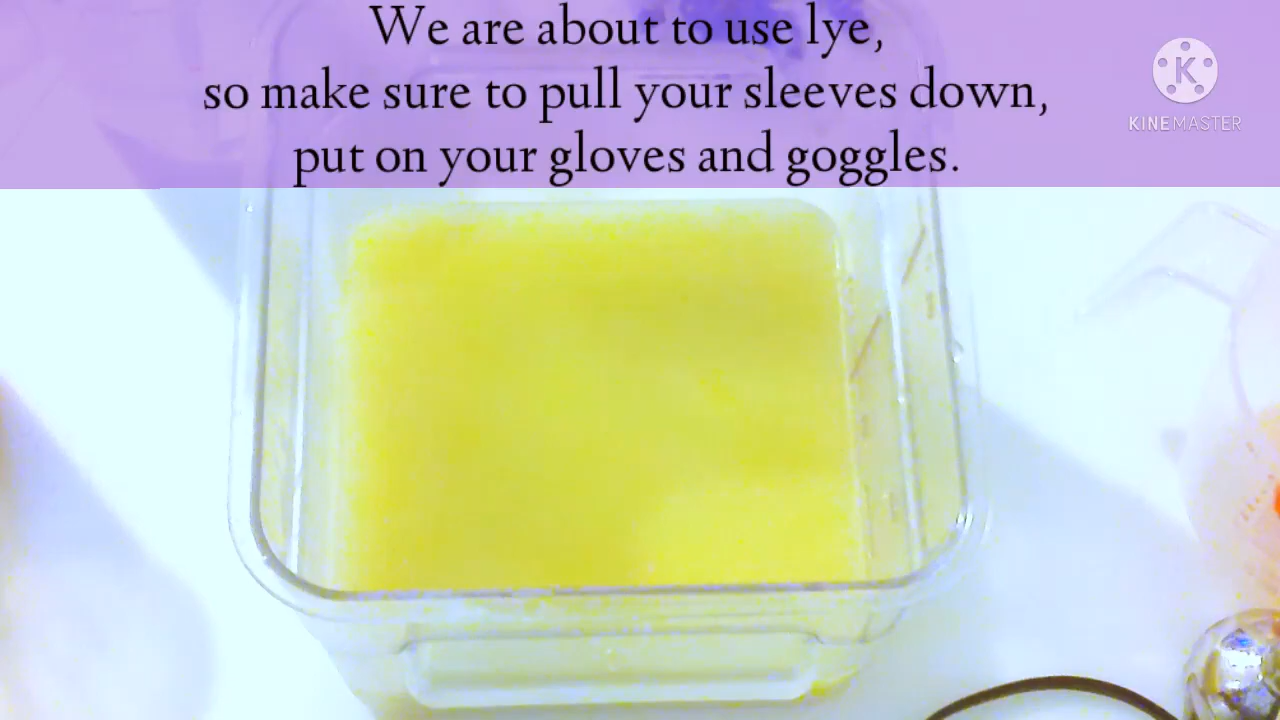 We are about to use lye,
so make sure to pull your sleeves down,
put on your gloves and goggles.
K
KINEMASTER